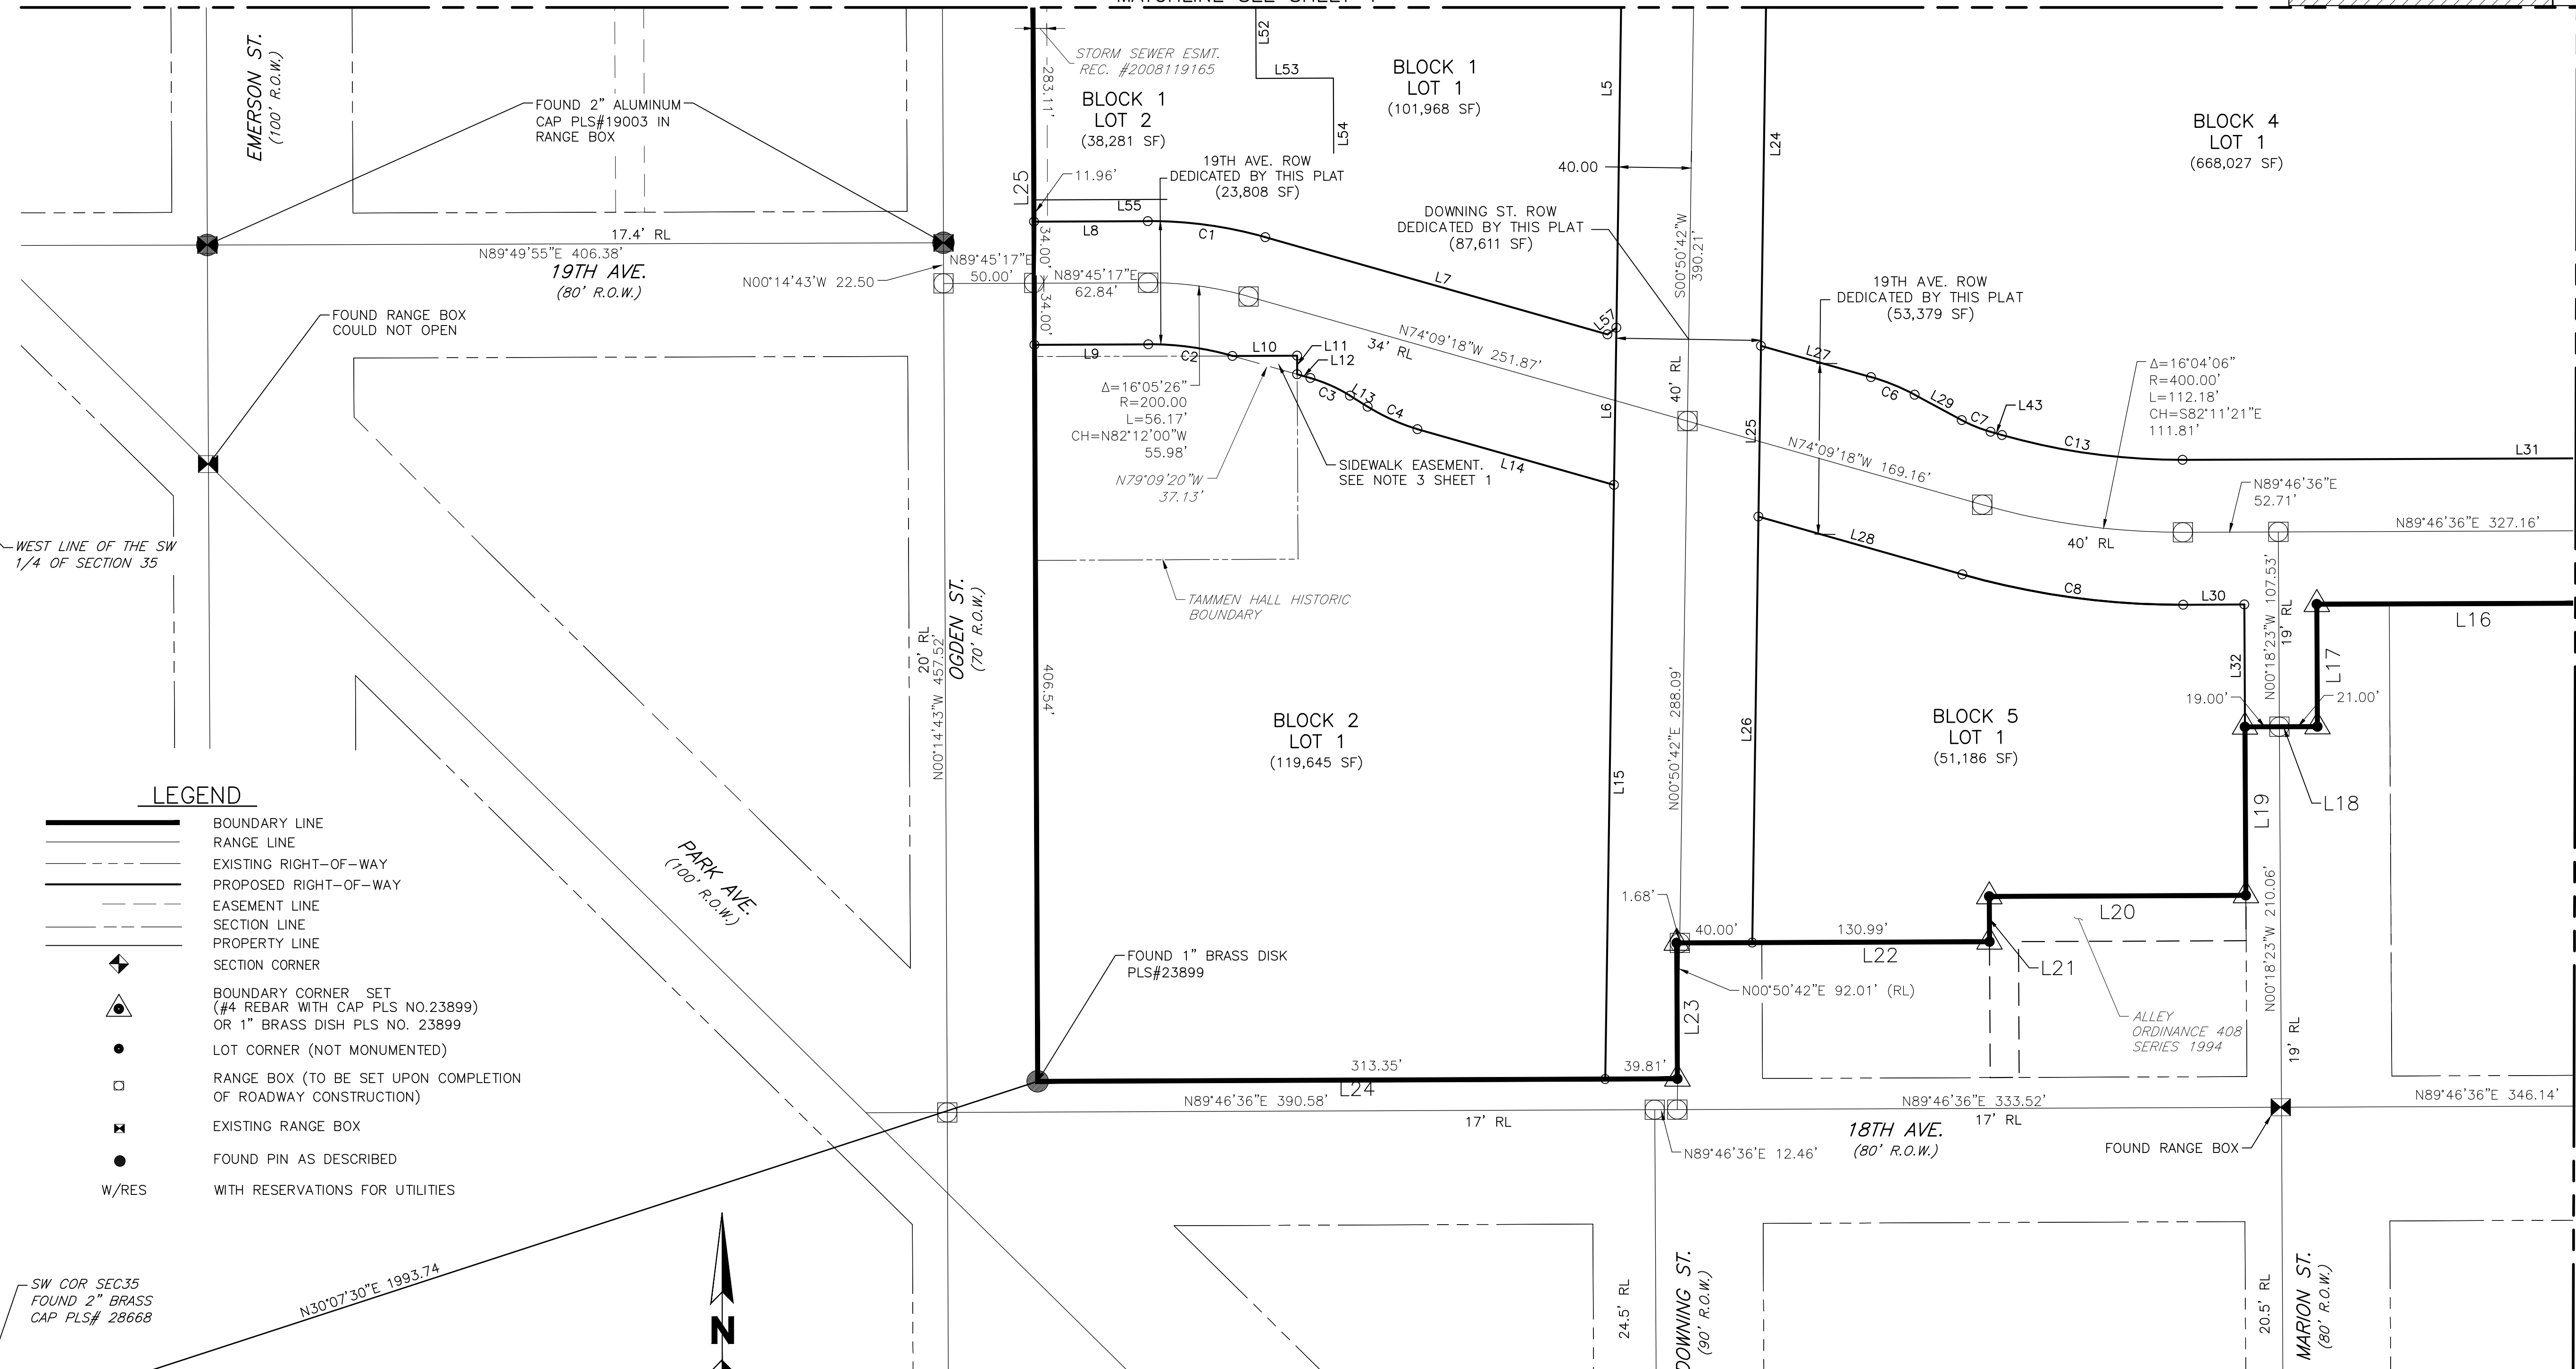 MATCHLINE SEE SHEET 1
EMERSON ST.
(100' R.O.W.)
FOUND 2" ALUMINUM
CAP PLS#19003 IN
RANGE BOX
17.4' RL
N89°49'55"E 406.38'
19TH AVE.
(80' R.O.W.)
N00°14'43"W 22.50
FOUND RANGE BOX
COULD NOT OPEN
WEST LINE OF THE SW
1/4 OF SECTION 35
STORM SEWER ESMT.
REC. #2008119165
283.11'
L52
L53
L54
BLOCK 1
LOT 2
(38,281 SF)
BLOCK 1
LOT 1
(101,968 SF)
L5
L24
BLOCK 4
LOT 1
(668,027 SF)
19TH AVE. ROW
DEDICATED BY THIS PLAT
(23,808 SF)
40.00
L25
11.96'
L55
L8
C1
L7
DOWNING ST. ROW
DEDICATED BY THIS PLAT
(87,611 SF)
S00°50'42"W
390.21'
34.00'
34.00'
N89°45'17"E
50.00'
N89°45'17"E
62.84'
L57
N74°09'18"W 251.87'
34' RL
40' RL
19TH AVE. ROW
DEDICATED BY THIS PLAT
(53,379 SF)
L9
C2
L10
L11
L12
C3
L13
C4
L14
L6
Δ=16°05'26"
R=200.00
L=56.17'
CH=N82°12'00"W
55.98'
N79°09'20"W
37.13'
SIDEWALK EASEMENT.
SEE NOTE 3 SHEET 1
L27
C6
L29
C7
L43
C13
L31
Δ=16°04'06"
R=400.00'
L=112.18'
CH=S82°11'21"E
111.81'
L25
N74°09'18"W 169.16'
N89°46'36"E
52.71'
N89°46'36"E 327.16'
40' RL
L28
C8
L30
TAMMEN HALL HISTORIC
BOUNDARY
OGDEN ST.
(70' R.O.W.)
20' RL
N00°14'43"W 457.52'
406.54'
BLOCK 2
LOT 1
(119,645 SF)
L15
N00°50'42"E 288.09'
L26
BLOCK 5
LOT 1
(51,186 SF)
L32
N00°18'23"W 107.53'
19' RL
L16
L17
19.00'
21.00'
L18
L19
N00°18'23"W 210.06'
19' RL
LEGEND
BOUNDARY LINE
RANGE LINE
EXISTING RIGHT-OF-WAY
PROPOSED RIGHT-OF-WAY
EASEMENT LINE
SECTION LINE
PROPERTY LINE
SECTION CORNER
BOUNDARY CORNER SET
(#4 REBAR WITH CAP PLS NO.23899)
OR 1" BRASS DISH PLS NO. 23899
LOT CORNER (NOT MONUMENTED)
RANGE BOX (TO BE SET UPON COMPLETION
OF ROADWAY CONSTRUCTION)
EXISTING RANGE BOX
FOUND PIN AS DESCRIBED
W/RES WITH RESERVATIONS FOR UTILITIES
PARK AVE.
(100' R.O.W.)
FOUND 1" BRASS DISK
PLS#23899
1.68'
40.00'
130.99'
L22
L21
L20
N00°50'42"E 92.01' (RL)
L23
ALLEY
ORDINANCE 408
SERIES 1994
313.35'
39.81'
L24
N89°46'36"E 390.58'
17' RL
N89°46'36'E 12.46'
N89°46'36"E 333.52'
17' RL
N89°46'36"E 346.14'
18TH AVE.
(80' R.O.W.)
FOUND RANGE BOX
SW COR SEC35
FOUND 2" BRASS
CAP PLS# 28668
N30°07'30"E 1993.74
N
24.5' RL
DOWNING ST.
(90' R.O.W.)
20.5' RL
MARION ST.
(80' R.O.W.)